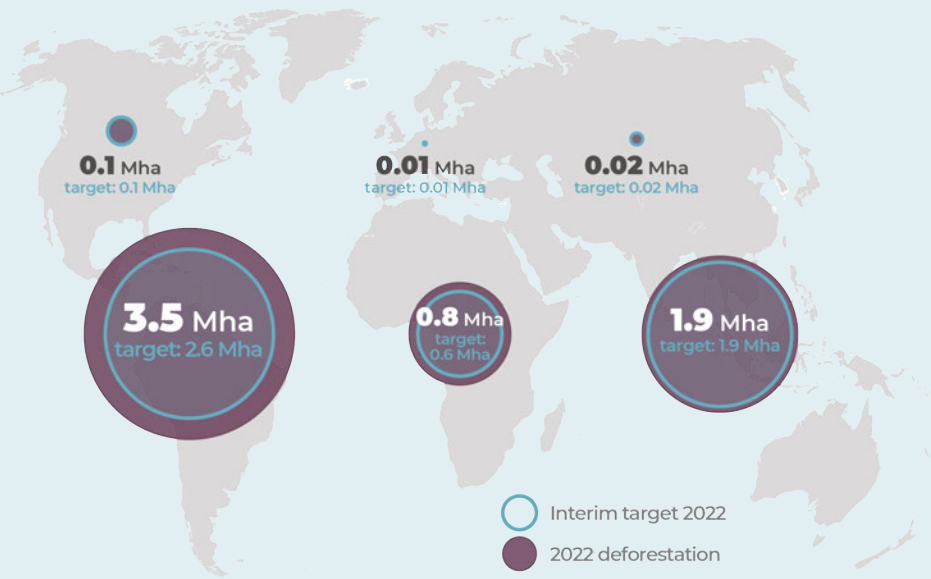 0.1 Mha
target: 0.1 Mha
0.01 Mha
target: 0.01 Mha
0.02 Mha
target: 0.02 Mha
3.5 Mha
target: 2.6 Mha
0.8 Mha
target:
0.6 Mha
1.9 Mha
target: 1.9 Mha
Interim target 2022
2022 deforestation